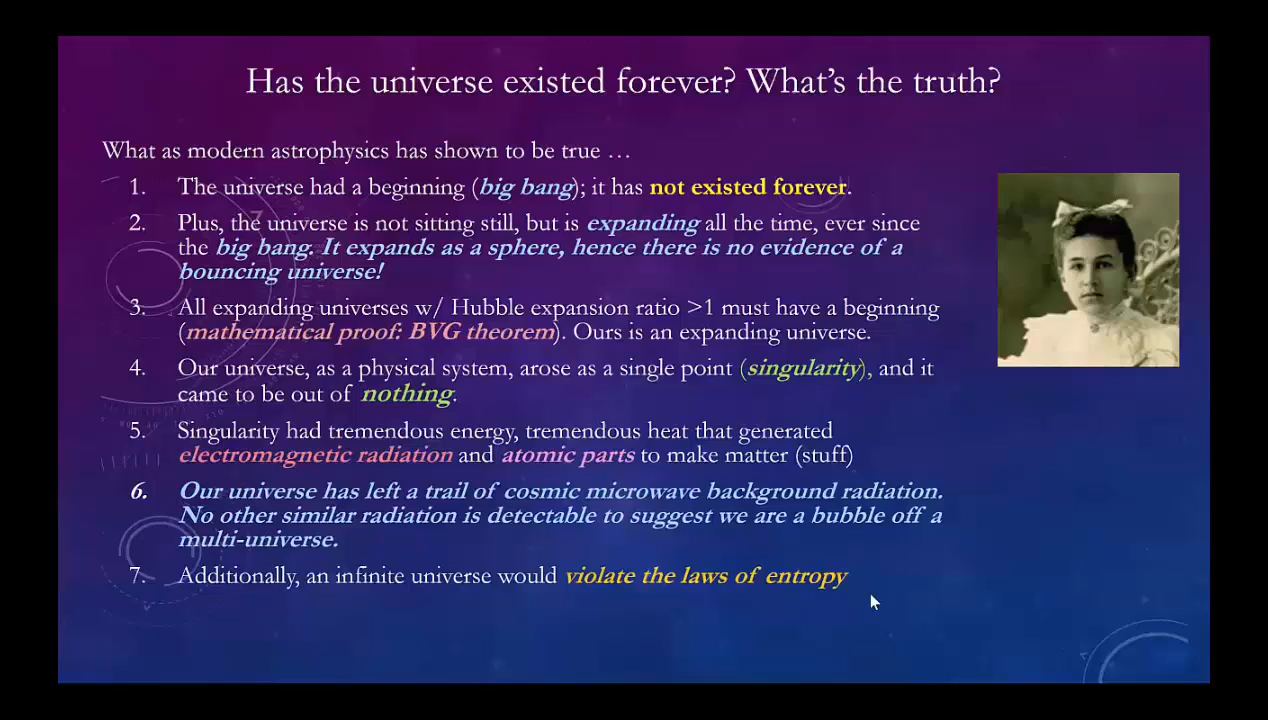 Has the universe existed forever? What's the truth?
What as modern astrophysics has shown to be true …
1. The universe had a beginning (big bang); it has not existed forever.
2. Plus, the universe is not sitting still, but is expanding all the time, ever since
the big bang. It expands as a sphere, hence there is no evidence of a
bouncing universe!
3. All expanding universes w/ Hubble expansion ratio >1 must have a beginning
(mathematical proof: BVG theorem). Ours is an expanding universe.
4. Our universe, as a physical system, arose as a single point (singularity), and it
came to be out of nothing.
5. Singularity had tremendous energy, tremendous heat that generated
electromagnetic radiation and atomic parts to make matter (stuff)
6. Our universe has left a trail of cosmic microwave background radiation.
No other similar radiation is detectable to suggest we are a bubble off a
multi-universe.
7. Additionally, an infinite universe would violate the laws of entropy